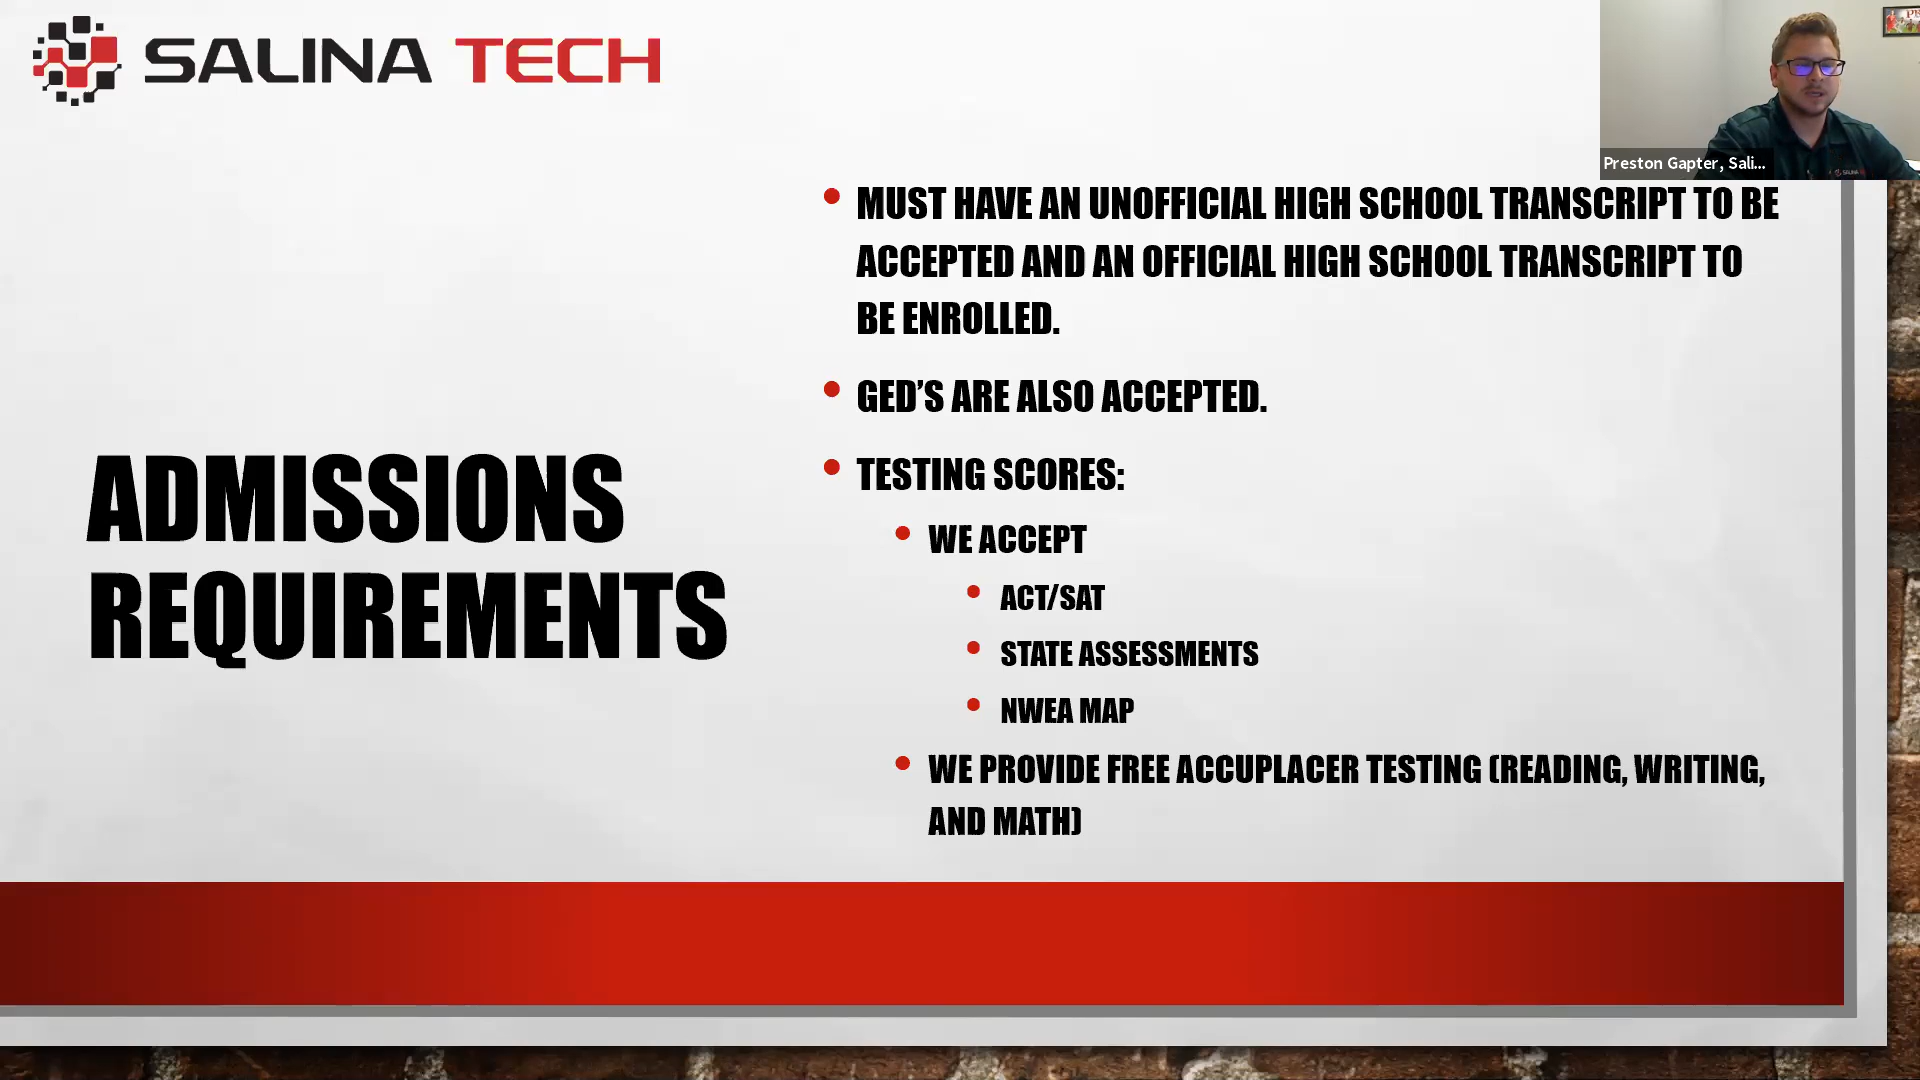 SALINA TECH
Preston Gapter, Sali...
ADMISSIONS
REQUIREMENTS
• MUST HAVE AN UNOFFICIAL HIGH SCHOOL TRANSCRIPT TO BE
ACCEPTED AND AN OFFICIAL HIGH SCHOOL TRANSCRIPT TO
BE ENROLLED.
• GED’S ARE ALSO ACCEPTED.
• TESTING SCORES:
• WE ACCEPT
• ACT/SAT
• STATE ASSESSMENTS
• NWEA MAP
• WE PROVIDE FREE ACCUPLACER TESTING (READING, WRITING,
AND MATH)